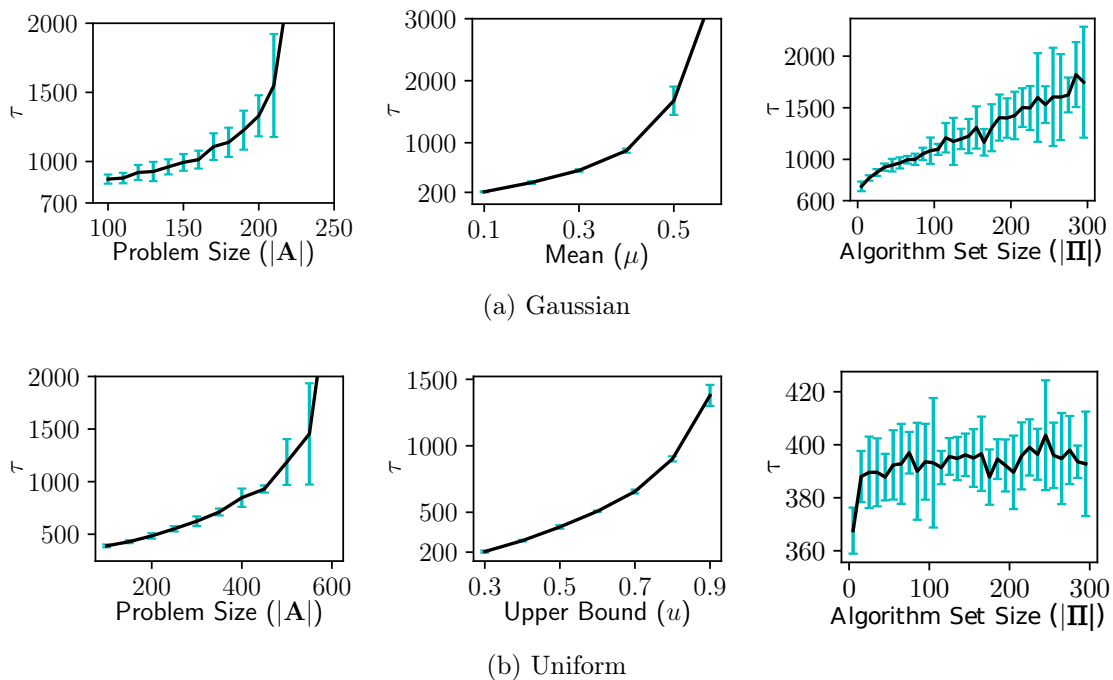 2000
1500
1000
700
τ
100 150 200 250
Problem Size (|A|)
3000
2000
1000
200
τ
0.1 0.3 0.5
Mean (μ)
2000
1500
1000
600
τ
0 100 200 300
Algorithm Set Size (|Π|)
(a) Gaussian
2000
1500
1000
500
τ
200 400 600
Problem Size (|A|)
1500
1000
500
200
τ
0.3 0.5 0.7 0.9
Upper Bound (u)
420
400
380
360
τ
0 100 200 300
Algorithm Set Size (|Π|)
(b) Uniform